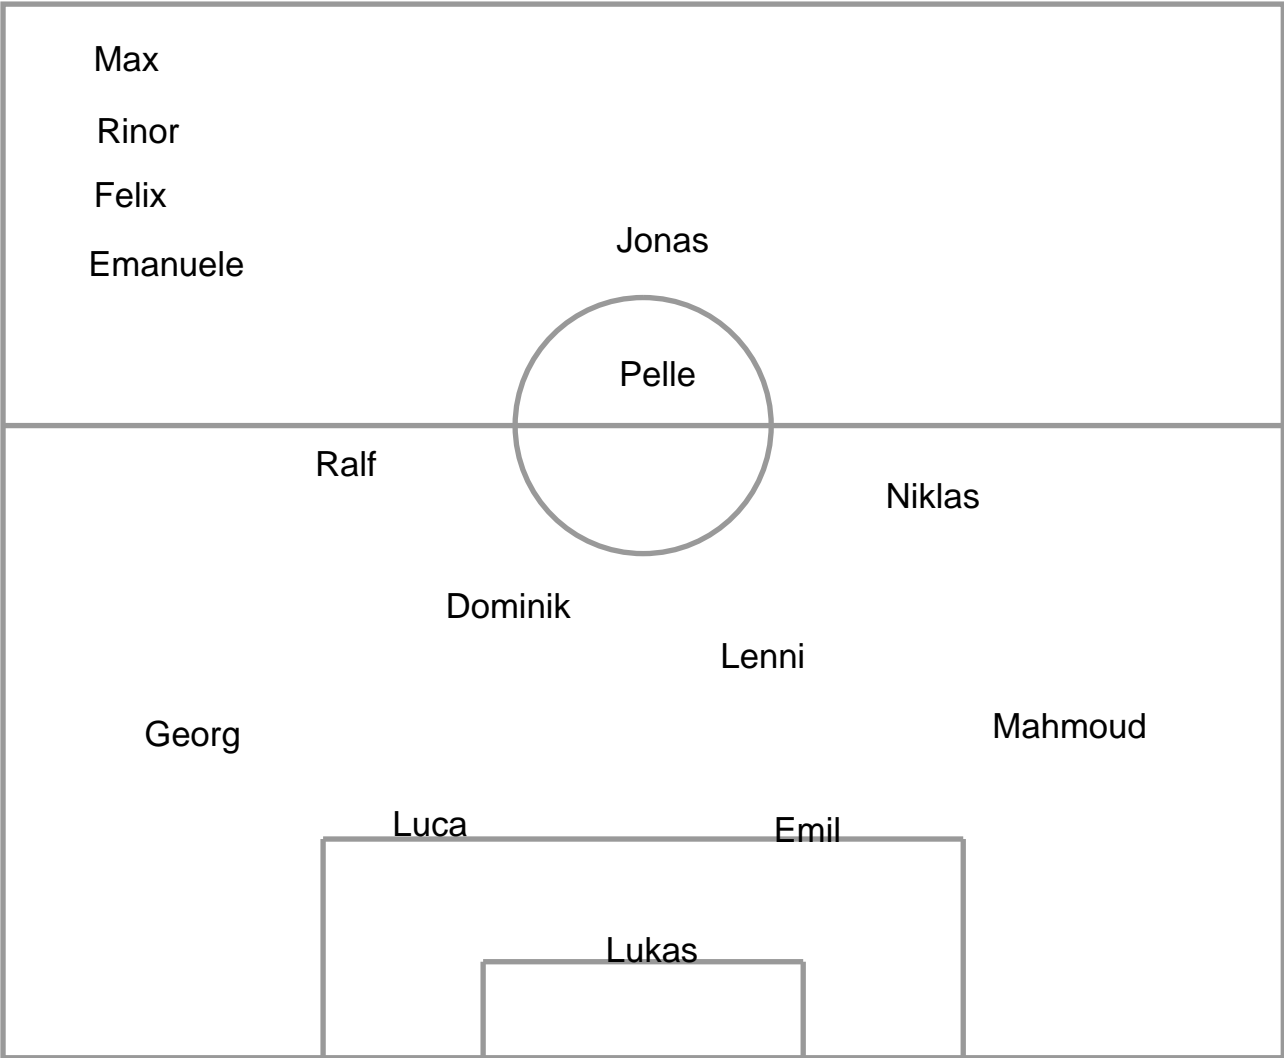 Max
Rinor
Felix
Jonas
Emanuele
Pelle
Ralf
Niklas
Dominik
Lenni
Georg
Mahmoud
Luca
Emil
Lukas